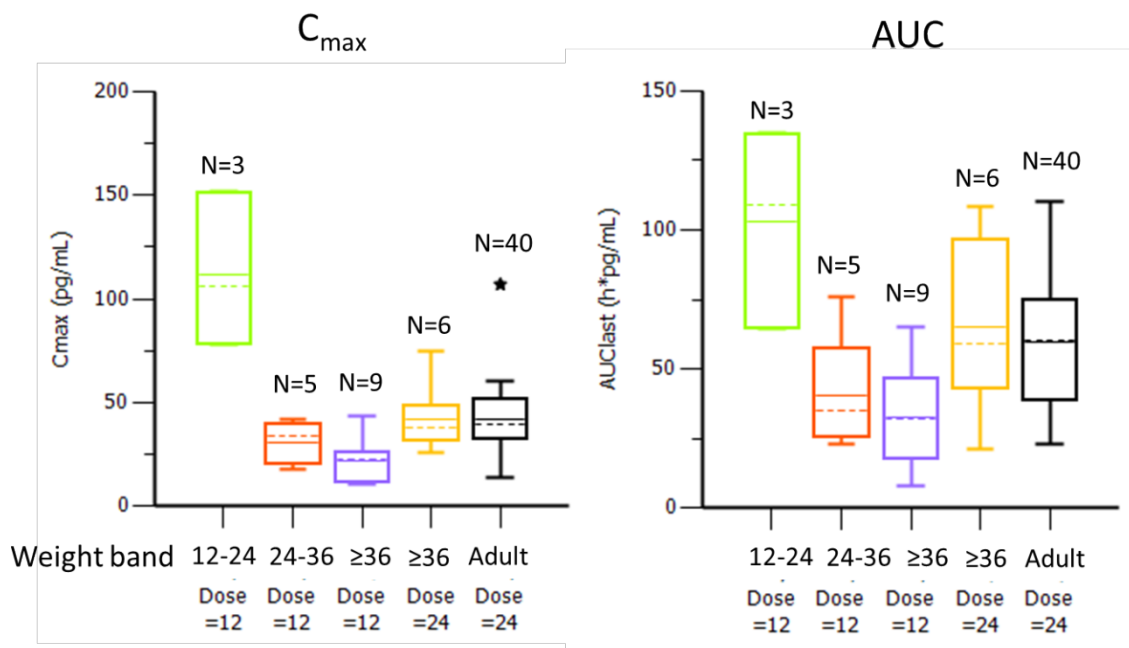 Cmax
200
150
100
50
0
Cmax (pg/mL)
N=3
N=5
N=9
N=6
N=40
Weight band
12-24
24-36
≥36
≥36
Adult
Dose
=12
Dose
=12
Dose
=12
Dose
=24
Dose
=24
AUC
150
100
50
0
AUClast (h*pg/mL)
N=3
N=5
N=9
N=6
N=40
12-24
24-36
≥36
≥36
Adult
Dose
=12
Dose
=12
Dose
=12
Dose
=24
Dose
=24